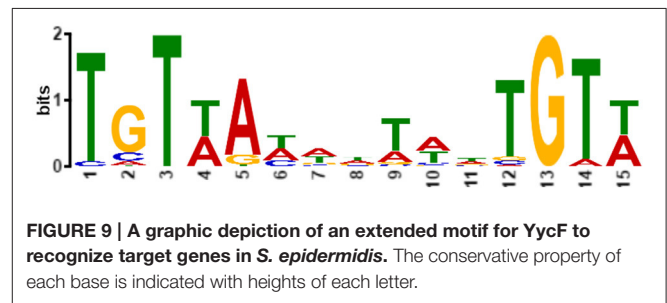 2
bits
1
0
T G T T A T A T A T T G T T
1 2 3 4 5 6 7 8 9 10 11 12 13 14 15
FIGURE 9 | A graphic depiction of an extended motif for YycF to
recognize target genes in S. epidermidis. The conservative property of
each base is indicated with heights of each letter.